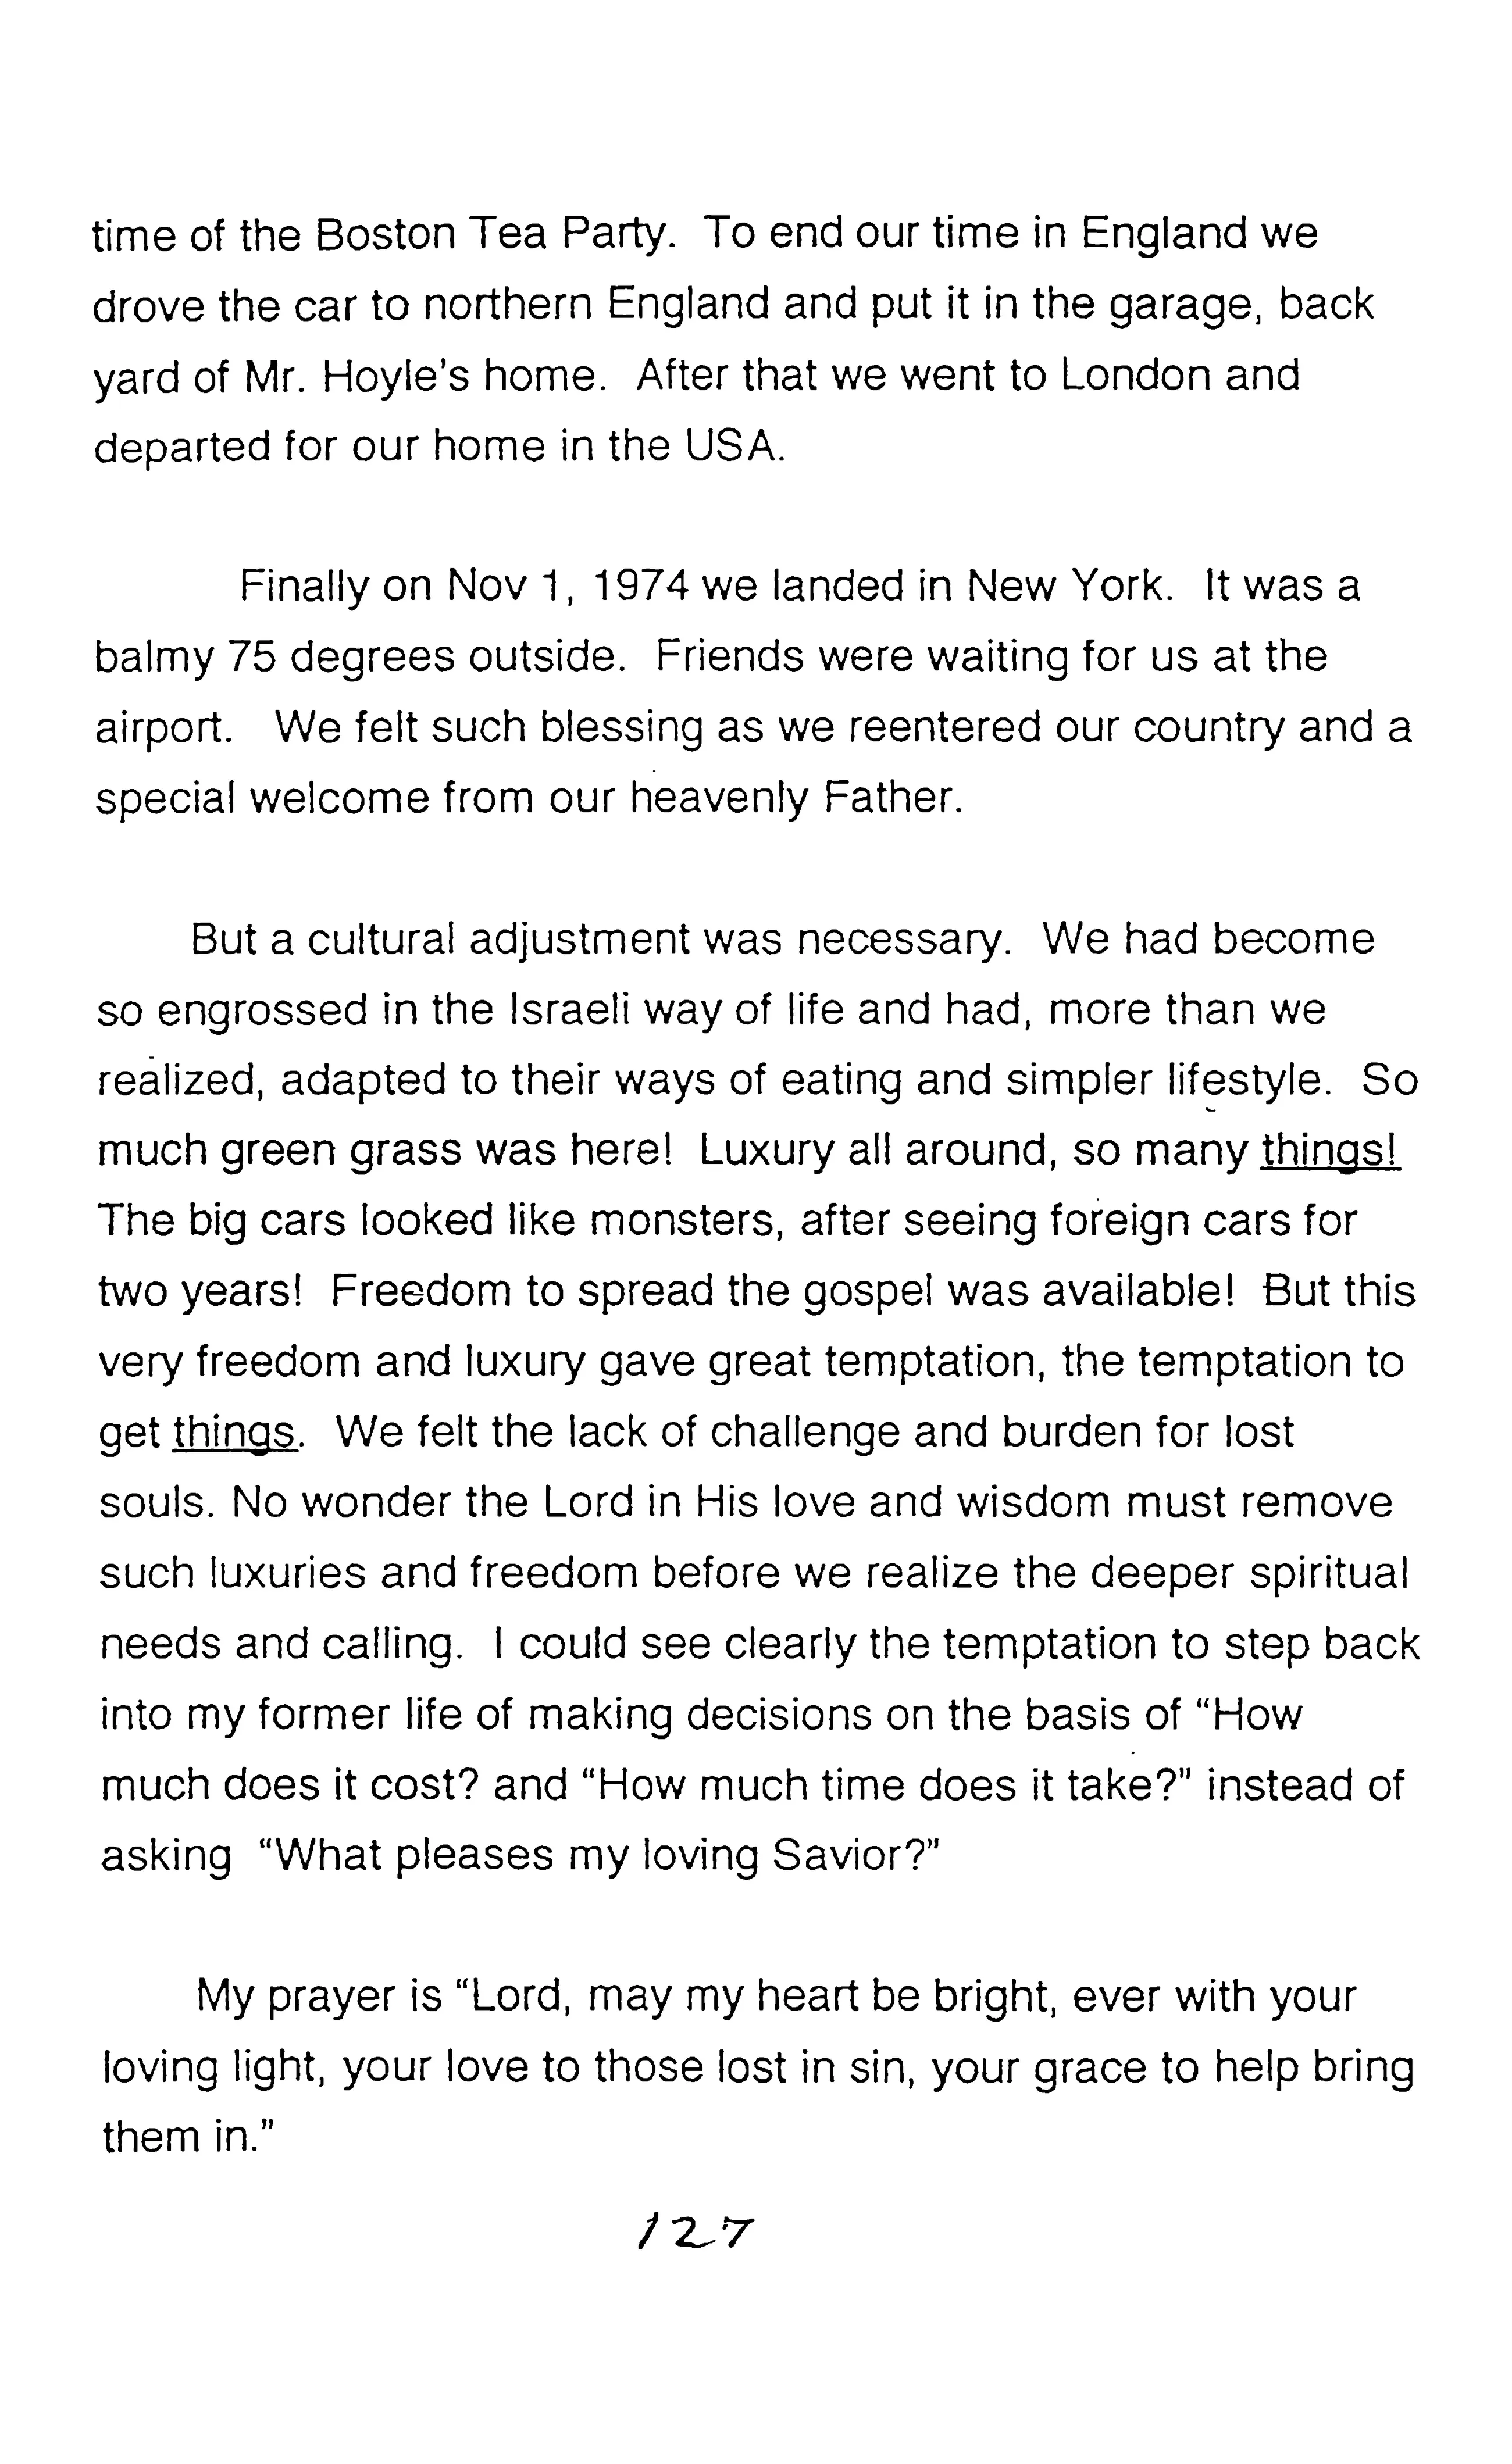 time of the Boston Tea Party. To end our time in England we
drove the car to northern England and put it in the garage, back
yard of Mr. Hoyle's home. After that we went to London and
departed for our home in the USA.
Finally on Nov 1, 1974 we landed in New York. It was a
balmy 75 degrees outside. Friends were waiting for us at the
airport. We felt such blessing as we reentered our country and a
special welcome from our heavenly Father.
But a cultural adjustment was necessary. We had become
so engrossed in the Israeli way of life and had, more than we
realized, adapted to their ways of eating and simpler lifestyle. So
much green grass was here! Luxury all around, so many things!
The big cars looked like monsters, after seeing foreign cars for
two years! Freedom to spread the gospel was available! But this
very freedom and luxury gave great temptation, the temptation to
get things. We felt the lack of challenge and burden for lost
souls. No wonder the Lord in His love and wisdom must remove
such luxuries and freedom before we realize the deeper spiritual
needs and calling. I could see clearly the temptation to step back
into my former life of making decisions on the basis of “How
much does it cost? and “How much time does it take?” instead of
asking “What pleases my loving Savior?”
My prayer is “Lord, may my heart be bright, ever with your
loving light, your love to those lost in sin, your grace to help bring
them in.”
127